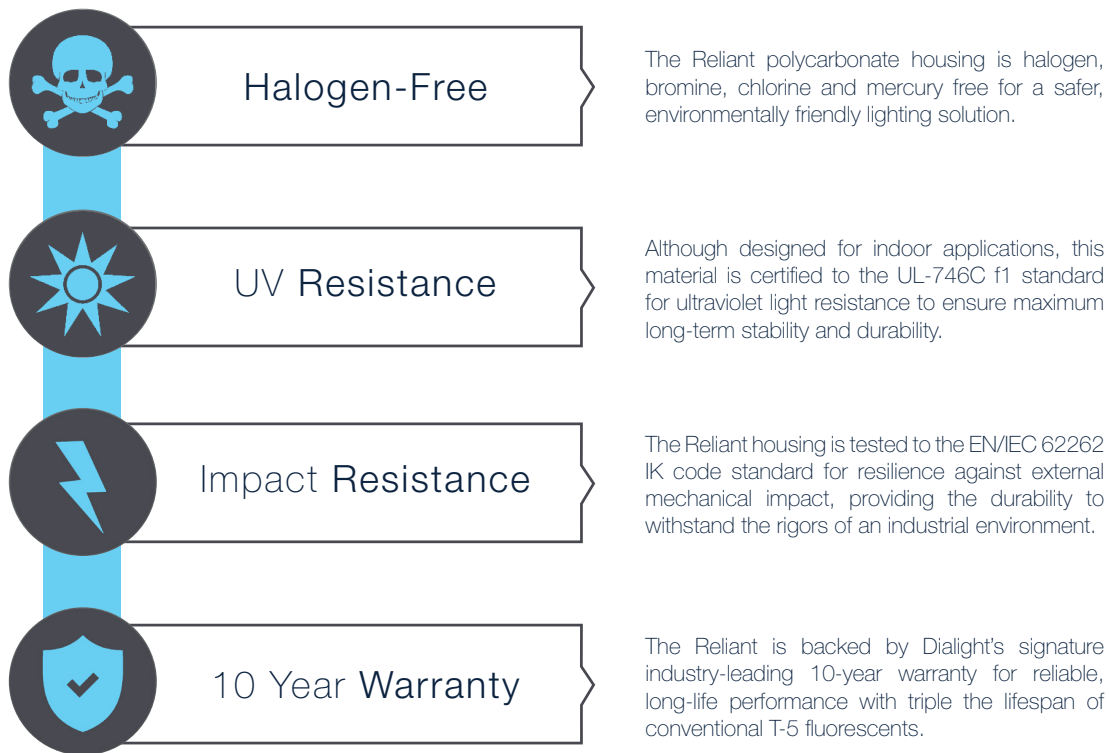 Halogen-Free
The Reliant polycarbonate housing is halogen,
bromine, chlorine and mercury free for a safer,
environmentally friendly lighting solution.
UV Resistance
Although designed for indoor applications, this
material is certified to the UL-746C f1 standard
for ultraviolet light resistance to ensure maximum
long-term stability and durability.
Impact Resistance
The Reliant housing is tested to the EN/IEC 62262
IK code standard for resilience against external
mechanical impact, providing the durability to
withstand the rigors of an industrial environment.
10 Year Warranty
The Reliant is backed by Dialight’s signature
industry-leading 10-year warranty for reliable,
long-life performance with triple the lifespan of
conventional T-5 fluorescents.